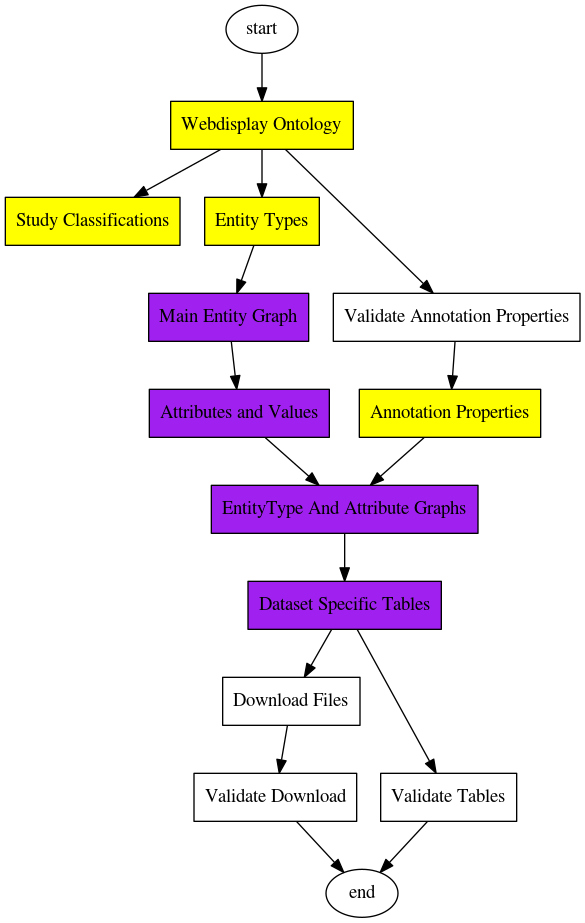 start
Webdisplay Ontology
Study Classifications
Entity Types
Main Entity Graph
Validate Annotation Properties
Attributes and Values
Annotation Properties
EntityType And Attribute Graphs
Dataset Specific Tables
Download Files
Validate Download
Validate Tables
end